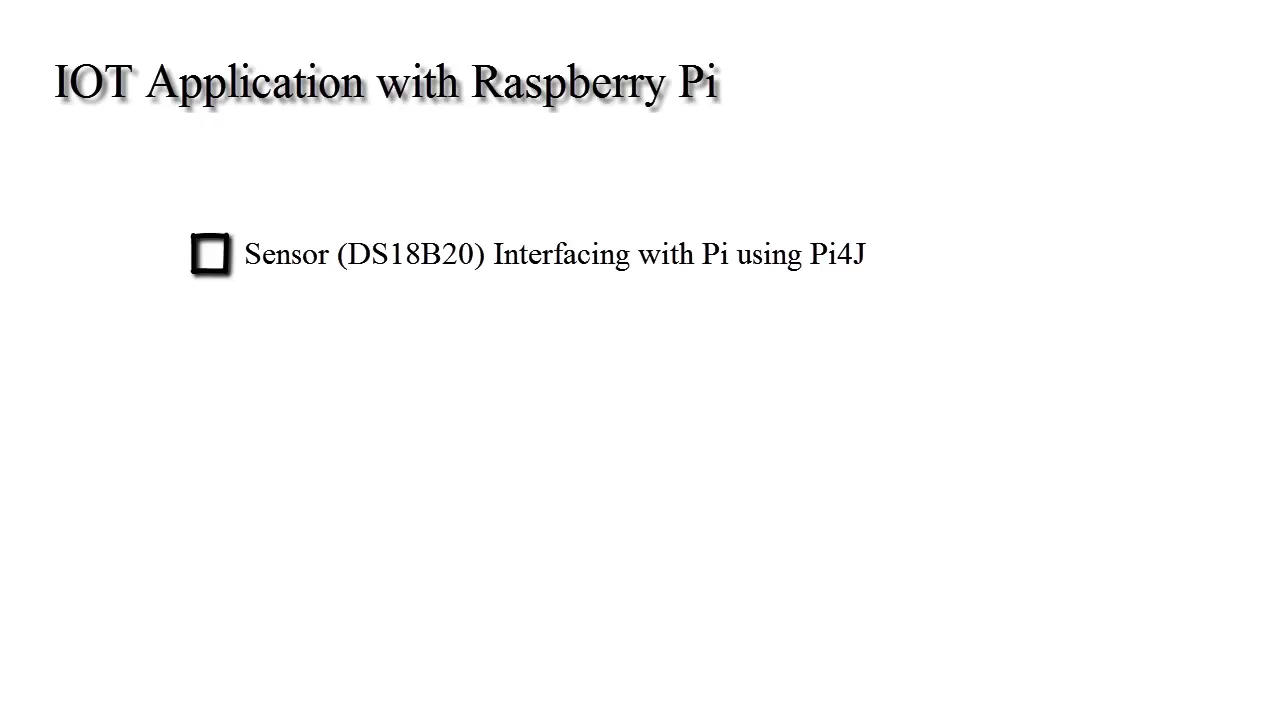 IOT Application with Raspberry Pi
Sensor (DS18B20) Interfacing with Pi using Pi4J